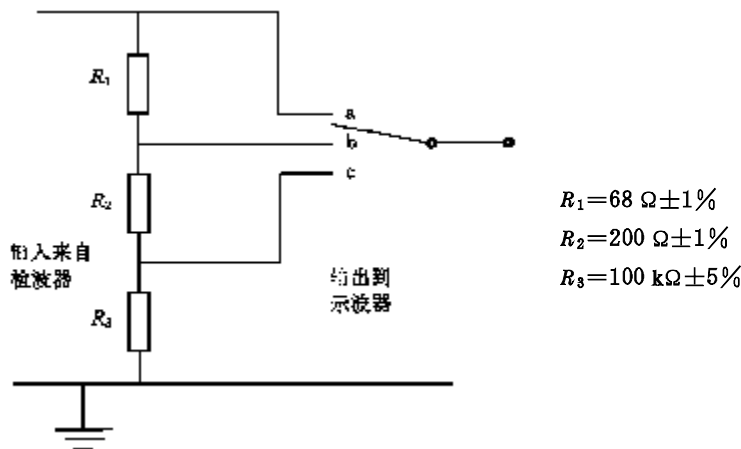 R₁
a
b
c
R₂
输入来自
检波器
R₃
输出到
示波器
R₁=68 Ω±1%
R₂=200 Ω±1%
R₃=100 kΩ±5%